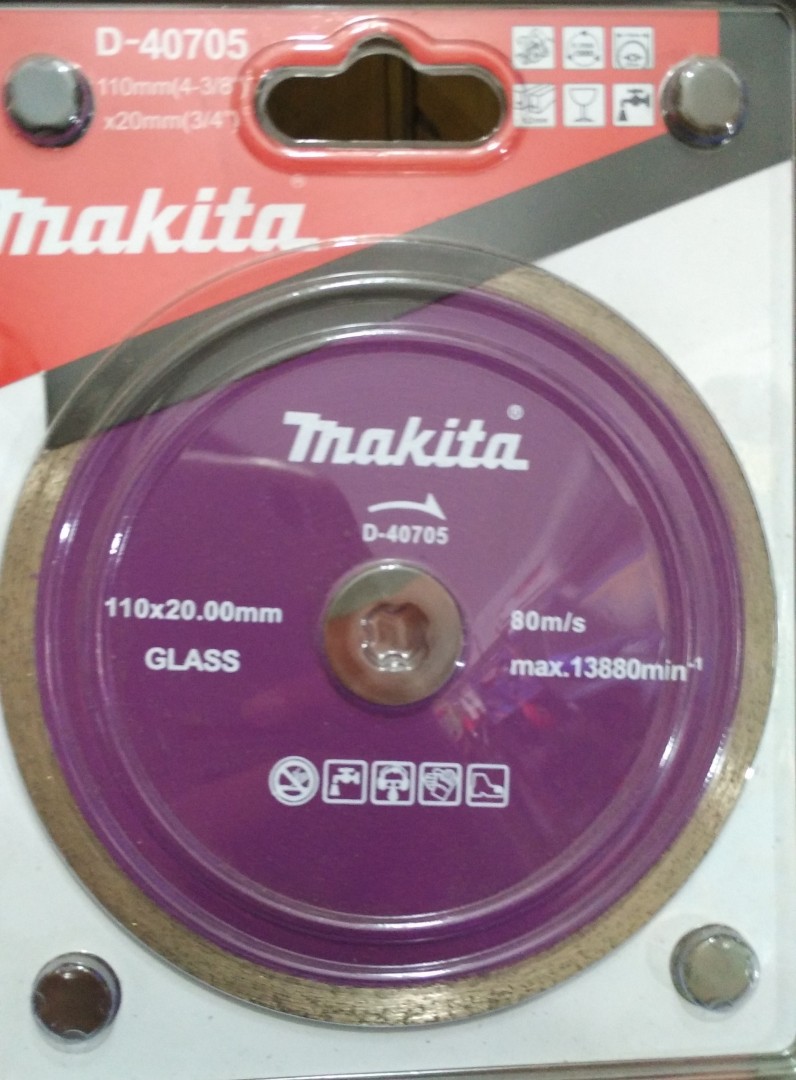 D-40705
110mm(4-3/8")
x20mm(3/4")
makita®
makita®
D-40705
110x20.00mm
GLASS
80m/s
max.13880min⁻¹